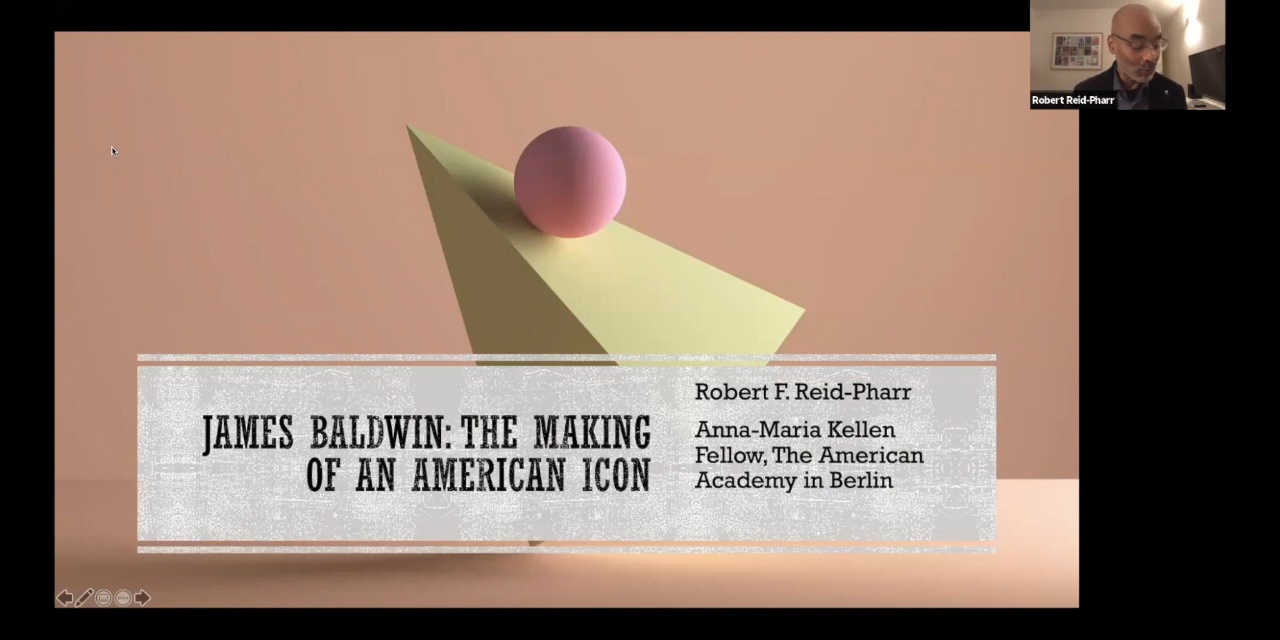 Robert Reid-Pharr
JAMES BALDWIN: THE MAKING
OF AN AMERICAN ICON
Robert F. Reid-Pharr
Anna-Maria Kellen
Fellow, The American
Academy in Berlin